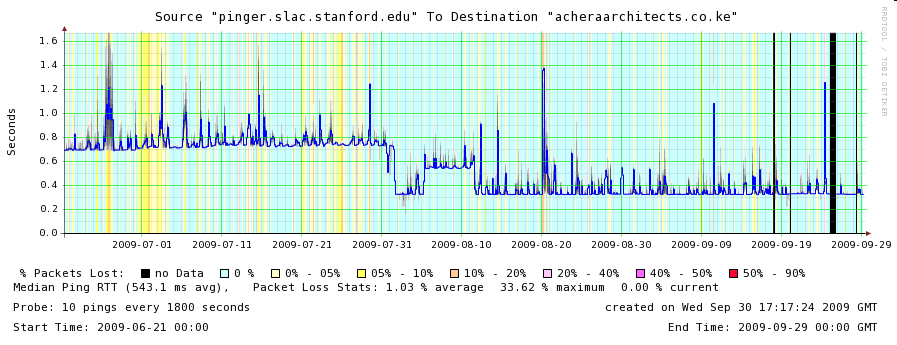 Source "pinger.slac.stanford.edu" To Destination "acheraarchitects.co.ke"
RRDTOOL / TOBI OETIKER
Seconds
1.6
1.4
1.2
1.0
0.8
0.6
0.4
0.2
0.0
2009-07-01 2009-07-11 2009-07-21 2009-07-31 2009-08-10 2009-08-20 2009-08-30 2009-09-09 2009-09-19 2009-09-29
% Packets Lost: no Data 0 % 0% - 05% 05% - 10% 10% - 20% 20% - 40% 40% - 50% 50% - 90%
Median Ping RTT (543.1 ms avg), Packet Loss Stats: 1.03 % average 33.62 % maximum 0.00 % current
Probe: 10 pings every 1800 seconds created on Wed Sep 30 17:17:24 2009 GMT
Start Time: 2009-06-21 00:00 End Time: 2009-09-29 00:00 GMT